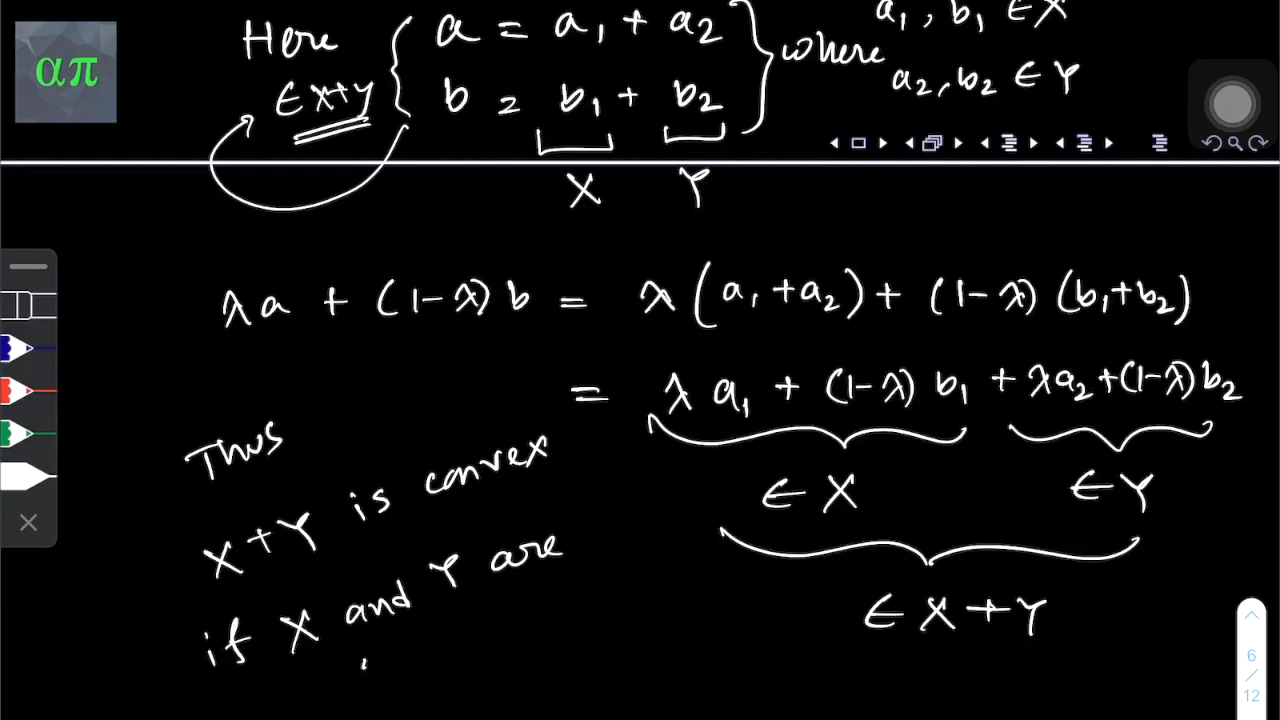 απ
Here
a = a₁ + a₂
where
a₁, b₁ ∈ X
∈ X+Y
b = b₁ + b₂
a₂, b₂ ∈ Y
X Y
λa + (1-λ) b = λ(a₁ + a₂) + (1-λ) (b₁+b₂)
= λ a₁ + (1-λ) b₁ + λa₂+(1-λ)b₂
∈ X ∈ Y
∈ X + Y
Thus
X+Y is convex
if X and Y are
6
/
12